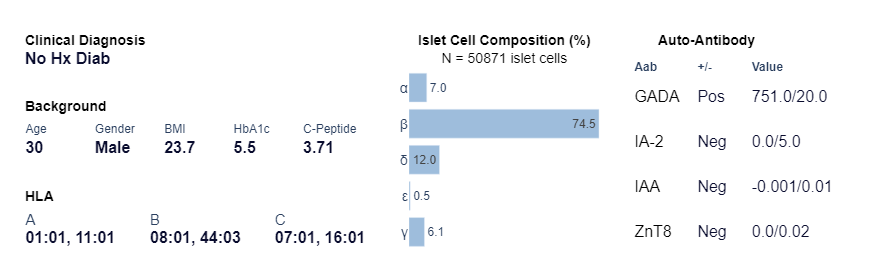 Clinical Diagnosis
No Hx Diab
Background
Age Gender BMI HbA1c C-Peptide
30 Male 23.7 5.5 3.71
HLA
A B C
01:01, 11:01 08:01, 44:03 07:01, 16:01
Islet Cell Composition (%)
N = 50871 islet cells
α 7.0
β 74.5
δ 12.0
ε 0.5
γ 6.1
Auto-Antibody
Aab +/- Value
GADA Pos 751.0/20.0
IA-2 Neg 0.0/5.0
IAA Neg -0.001/0.01
ZnT8 Neg 0.0/0.02